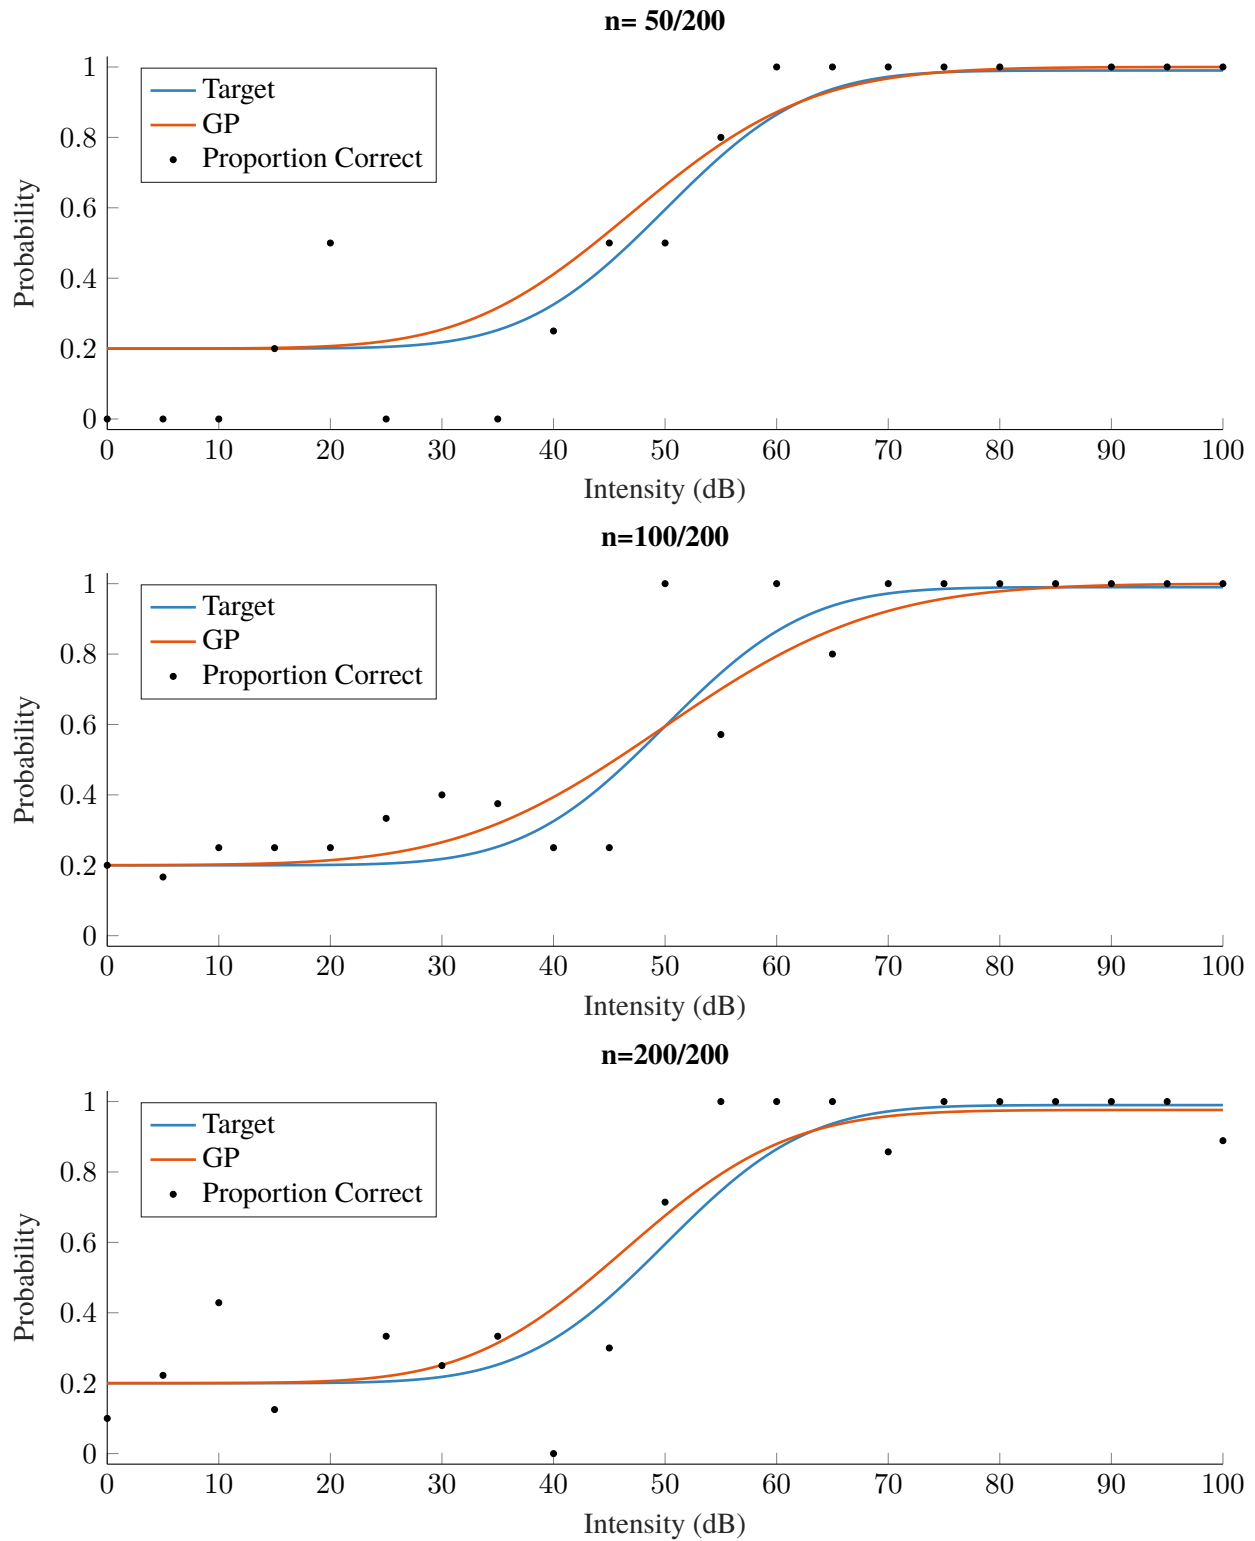 n= 50/200
Target
GP
Proportion Correct
Probability
1
0.8
0.6
0.4
0.2
0
0 10 20 30 40 50 60 70 80 90 100
Intensity (dB)
n=100/200
Target
GP
Proportion Correct
Probability
1
0.8
0.6
0.4
0.2
0
0 10 20 30 40 50 60 70 80 90 100
Intensity (dB)
n=200/200
Target
GP
Proportion Correct
Probability
1
0.8
0.6
0.4
0.2
0
0 10 20 30 40 50 60 70 80 90 100
Intensity (dB)